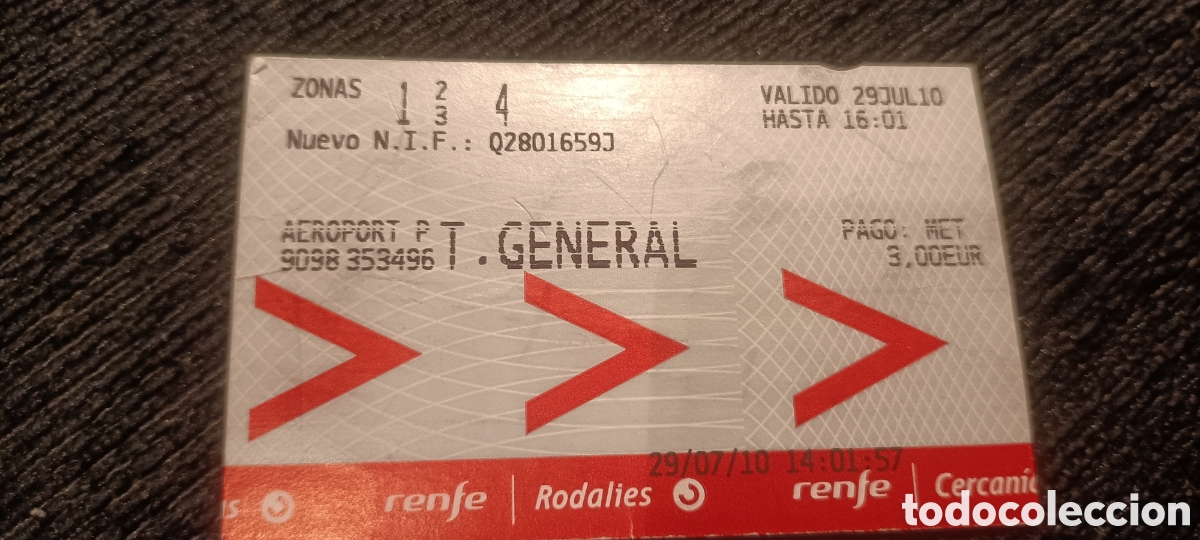 ZONAS 1 2 3 4
VALIDO 29JUL10
HASTA 16:01
Nuevo N.I.F.: Q2801659J
AEROPORT P
9098 353496 T.GENERAL
PAGO: MET
3,00EUR
29/07/10 14:01:57
s renfe Rodalies renfe Cercanía
todocoleccion